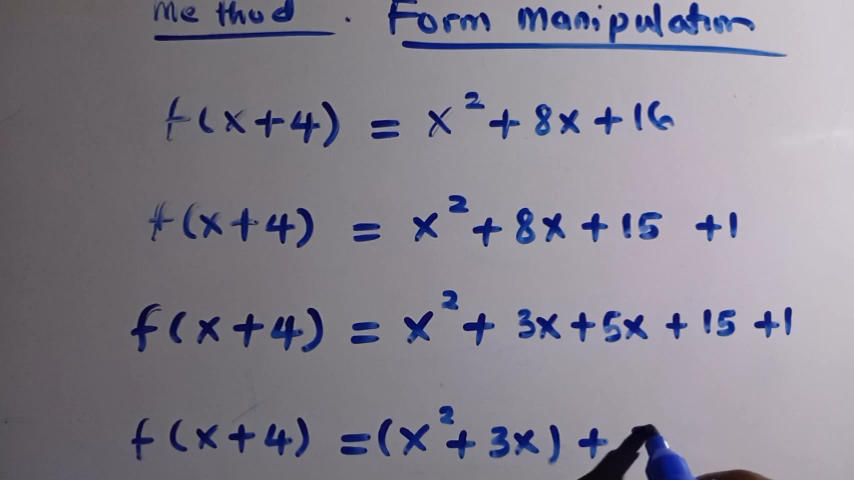 Method . Form manipulation
f(x+4) = x² + 8x + 16
f(x+4) = x² + 8x + 15 +1
f(x+4) = x² + 3x + 5x + 15 +1
f(x+4) = (x² + 3x) +